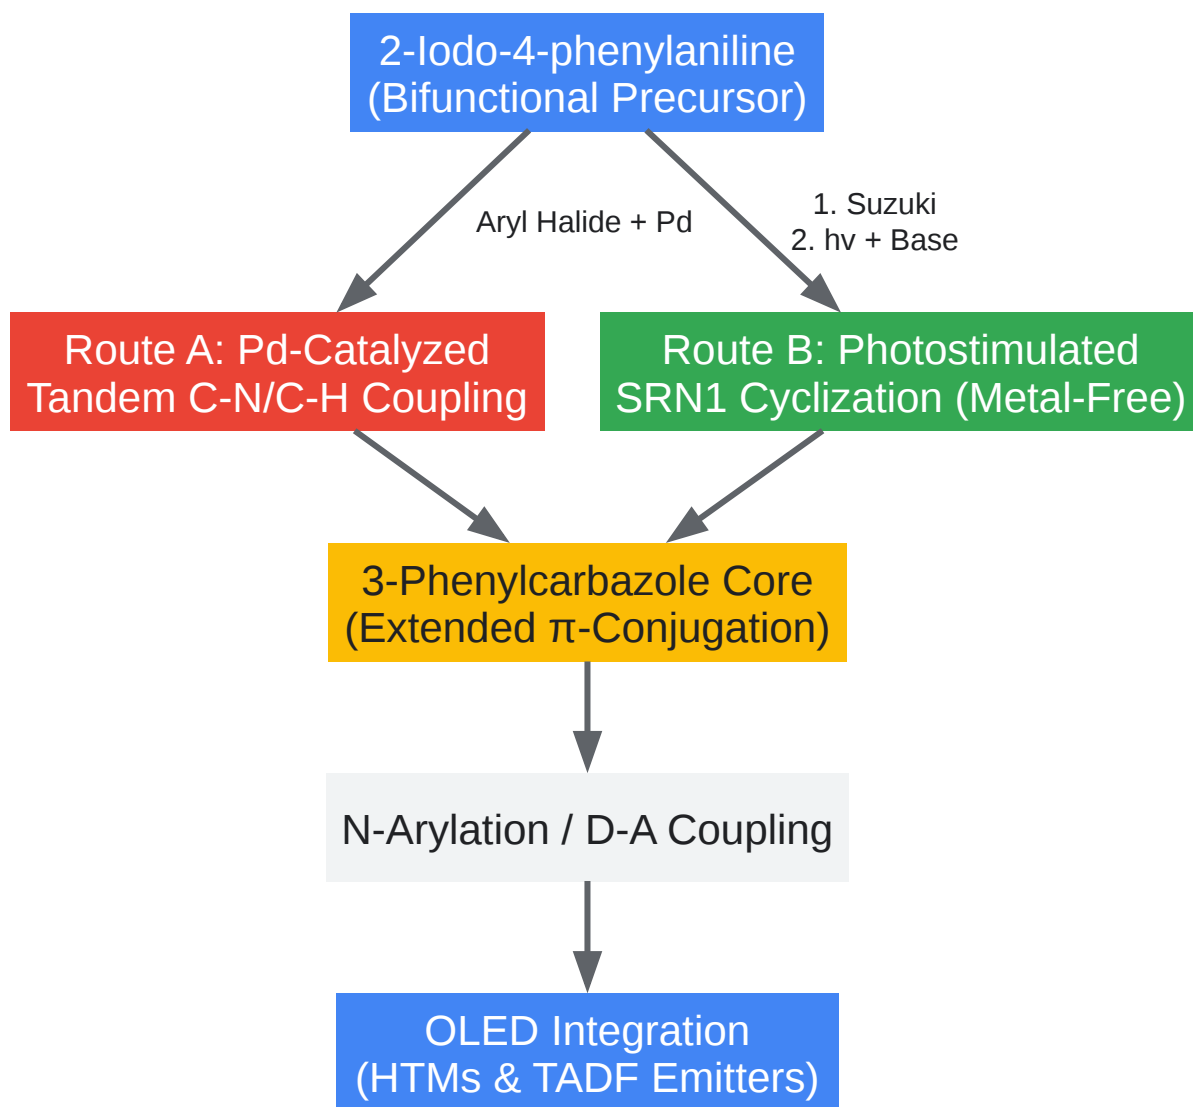 2-Iodo-4-phenylaniline
(Bifunctional Precursor)
Aryl Halide + Pd
1. Suzuki
2. hv + Base
Route A: Pd-Catalyzed
Tandem C-N/C-H Coupling
Route B: Photostimulated
SRN1 Cyclization (Metal-Free)
3-Phenylcarbazole Core
(Extended π-Conjugation)
N-Arylation / D-A Coupling
OLED Integration
(HTMs & TADF Emitters)